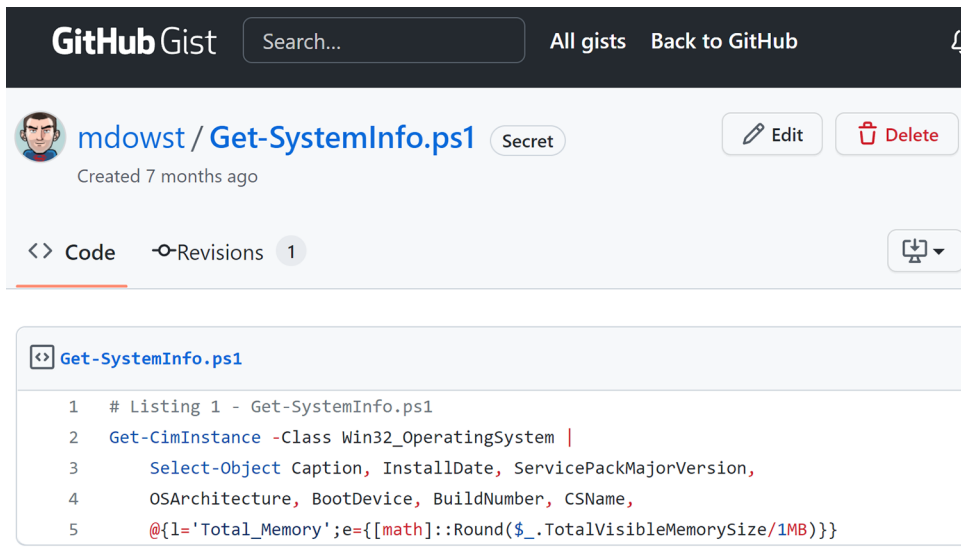 GitHub Gist Search... All gists Back to GitHub
mdowst / Get-SystemInfo.ps1 Secret Edit Delete
Created 7 months ago
Code Revisions 1
Get-SystemInfo.ps1
1 # Listing 1 - Get-SystemInfo.ps1
2 Get-CimInstance -Class Win32_OperatingSystem |
3 Select-Object Caption, InstallDate, ServicePackMajorVersion,
4 OSArchitecture, BootDevice, BuildNumber, CSName,
5 @{l='Total_Memory';e={[math]::Round($_.TotalVisibleMemorySize/1MB)}}